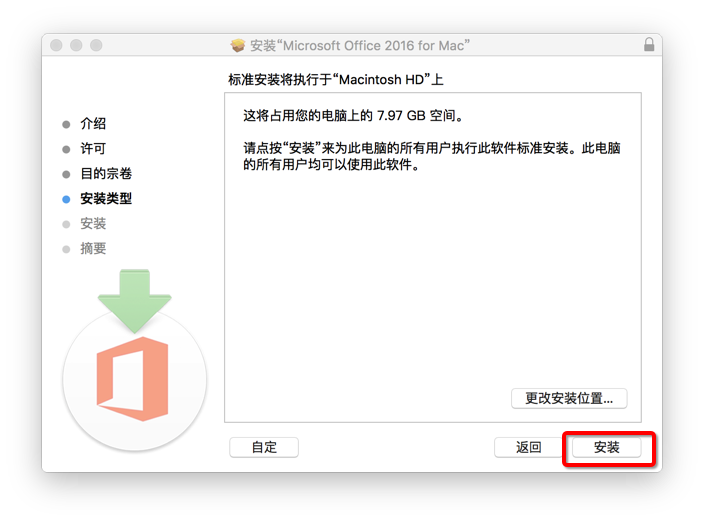 安装“Microsoft Office 2016 for Mac”
标准安装将执行于“Macintosh HD”上
介绍
许可
目的宗卷
安装类型
安装
摘要
这将占用您的电脑上的 7.97 GB 空间。
请点按“安装”来为此电脑的所有用户执行此软件标准安装。此电脑
的所有用户均可以使用此软件。
更改安装位置...
自定
返回
安装